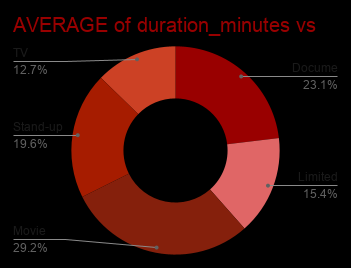 AVERAGE of duration_minutes vs
TV
12.7%
Docume
23.1%
Stand-up
19.6%
Limited
15.4%
Movie
29.2%